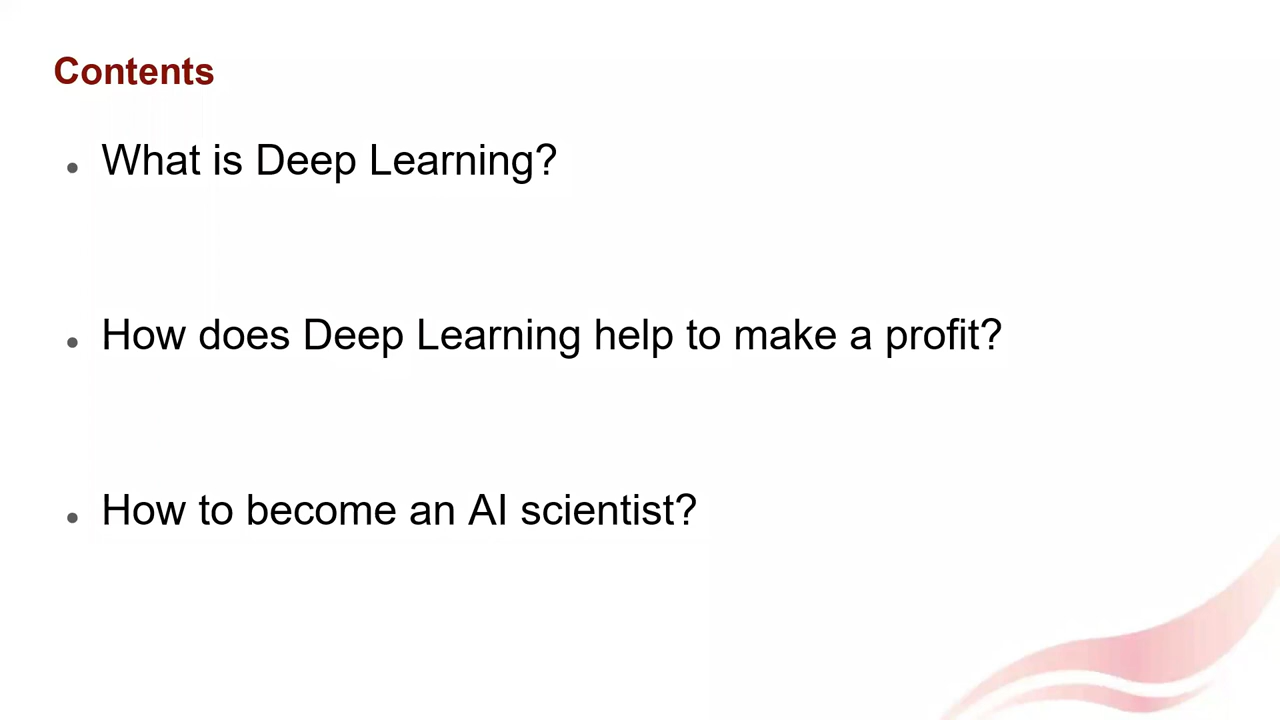 Contents
• What is Deep Learning?
• How does Deep Learning help to make a profit?
• How to become an AI scientist?